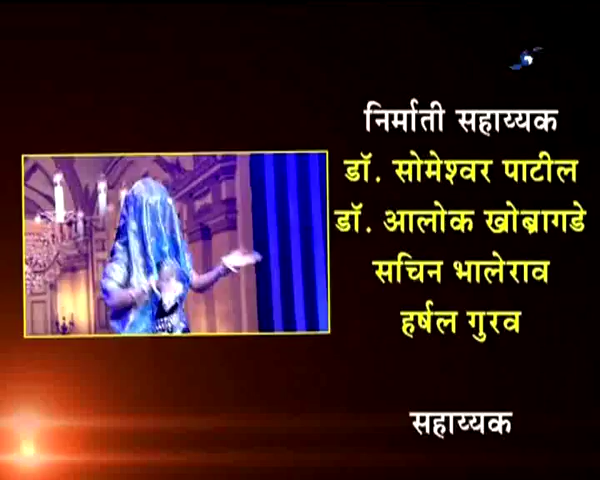 निर्माती सहाय्यक
डॉ. सोमेश्वर पाटील
डॉ. आलोक खोब्रागडे
सचिन भालेराव
हर्षल गुरव
सहाय्यक